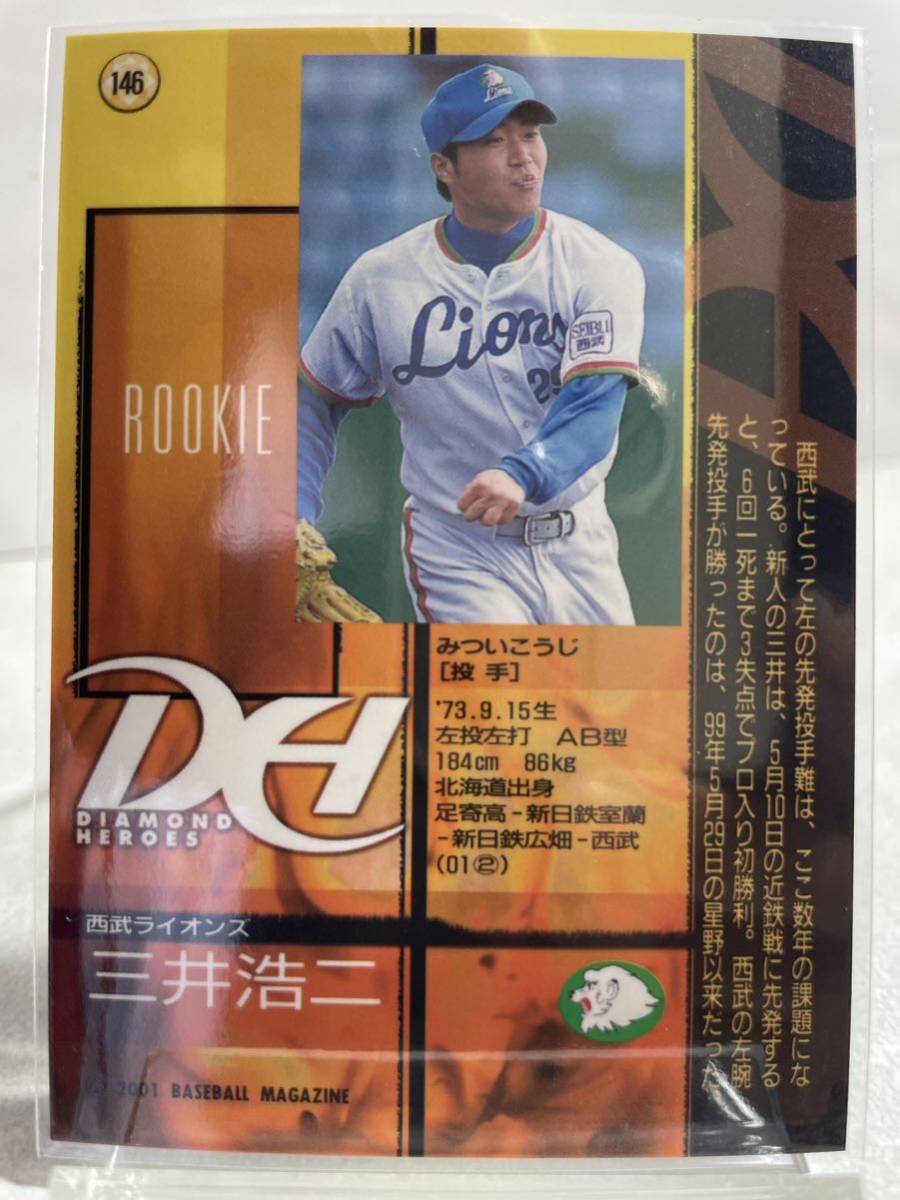 146
Lions
Lions
SEIBU
西武
29
ROOKIE
西武にとって左の先発投手難は、ここ数年の課題にな
っている。新人の三井は、5月10日の近鉄戦に先発する
と、6回一死まで3失点でプロ入り初勝利。西武の左腕
先発投手が勝ったのは、99年5月29日の星野以来だった
みついこうじ
[投手]
'73.9.15生
左投左打 AB型
184cm 86kg
北海道出身
足寄高-新日鉄室蘭
-新日鉄広畑-西武
(01②)
DH
DIAMOND
HEROES
西武ライオンズ
三井浩二
2001 BASEBALL MAGAZINE